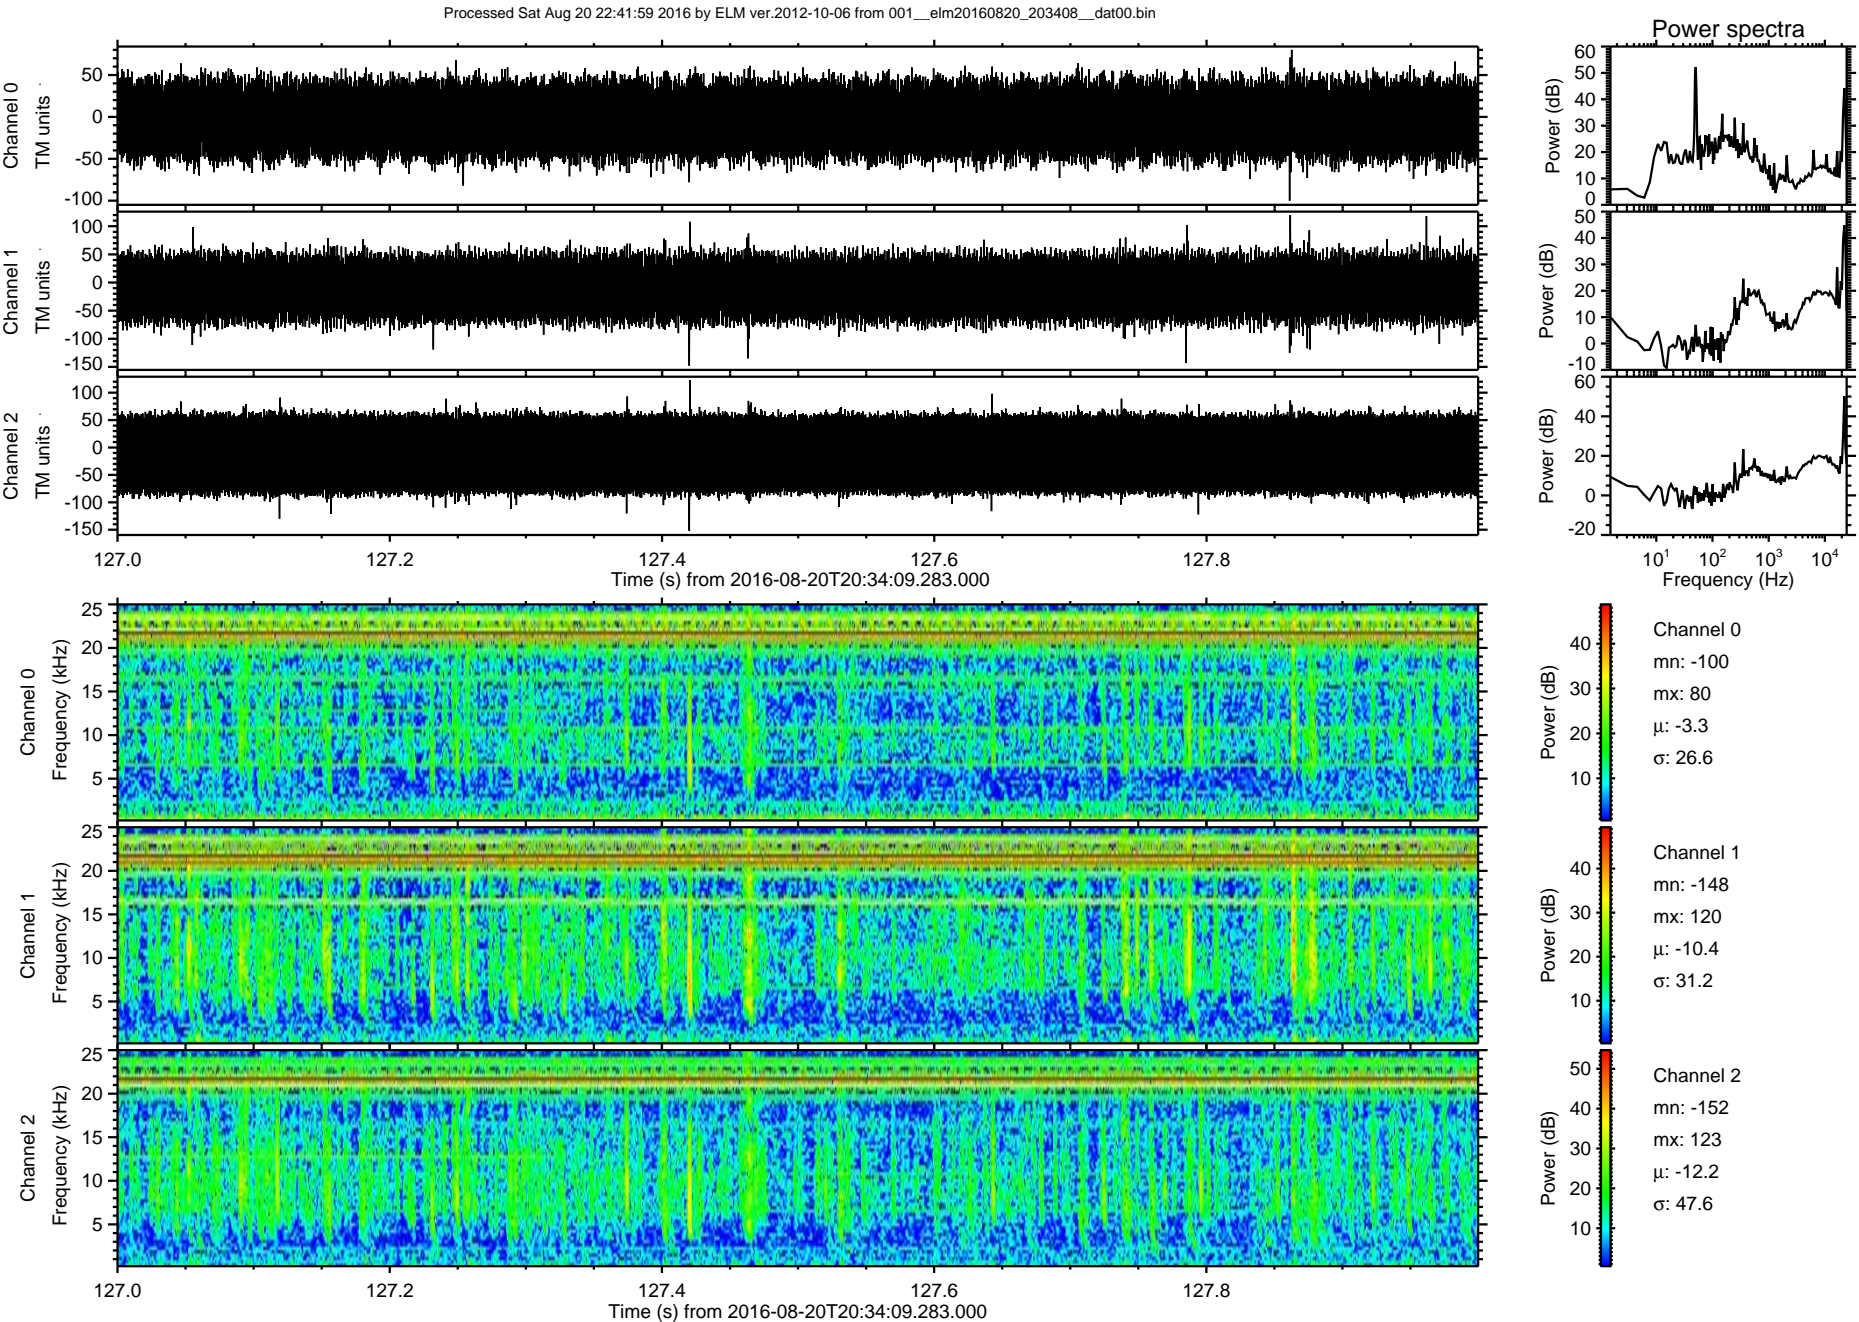 Processed Sat Aug 20 22:41:59 2016 by ELM ver.2012-10-06 from 001__elm20160820_203408__dat00.bin
Power spectra
Channel 0
TM units
50
0
-50
-100
Power (dB)
60
50
40
30
20
10
0
Channel 1
TM units
100
50
0
-50
-100
-150
Power (dB)
50
40
30
20
10
0
-10
Channel 2
TM units
100
50
0
-50
-100
-150
Power (dB)
60
40
20
0
-20
127.0 127.2 127.4 127.6 127.8
Time (s) from 2016-08-20T20:34:09.283.000
10¹ 10² 10³ 10⁴
Frequency (Hz)
Channel 0
Frequency (kHz)
25
20
15
10
5
Power (dB)
40
30
20
10
Channel 0
mn: -100
mx: 80
µ: -3.3
σ: 26.6
Channel 1
Frequency (kHz)
25
20
15
10
5
Power (dB)
40
30
20
10
Channel 1
mn: -148
mx: 120
µ: -10.4
σ: 31.2
Channel 2
Frequency (kHz)
25
20
15
10
5
Power (dB)
50
40
30
20
10
Channel 2
mn: -152
mx: 123
µ: -12.2
σ: 47.6
127.0 127.2 127.4 127.6 127.8
Time (s) from 2016-08-20T20:34:09.283.000